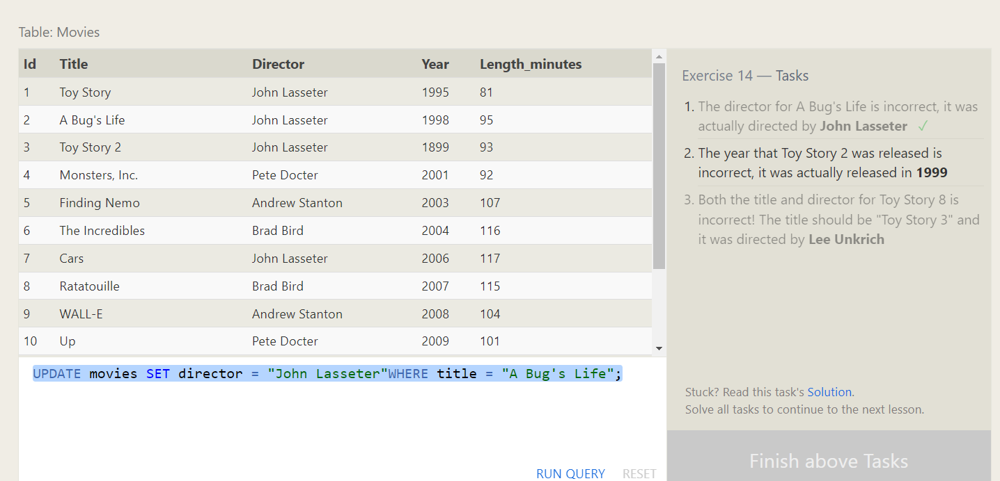 Table: Movies
Id Title Director Year Length_minutes
1 Toy Story John Lasseter 1995 81
2 A Bug's Life John Lasseter 1998 95
3 Toy Story 2 John Lasseter 1899 93
4 Monsters, Inc. Pete Docter 2001 92
5 Finding Nemo Andrew Stanton 2003 107
6 The Incredibles Brad Bird 2004 116
7 Cars John Lasseter 2006 117
8 Ratatouille Brad Bird 2007 115
9 WALL-E Andrew Stanton 2008 104
10 Up Pete Docter 2009 101
UPDATE movies SET director = "John Lasseter"WHERE title = "A Bug's Life";
RUN QUERY RESET
Exercise 14 — Tasks
1. The director for A Bug's Life is incorrect, it was
actually directed by John Lasseter ✓
2. The year that Toy Story 2 was released is
incorrect, it was actually released in 1999
3. Both the title and director for Toy Story 8 is
incorrect! The title should be "Toy Story 3" and
it was directed by Lee Unkrich
Stuck? Read this task's Solution.
Solve all tasks to continue to the next lesson.
Finish above Tasks